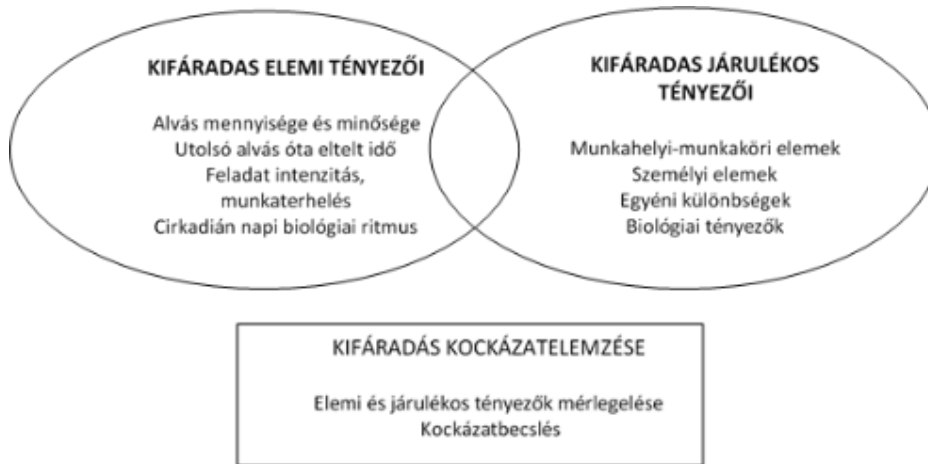 KIFÁRADAS ELEMI TÉNYEZŐI
Alvás mennyisége és minősége
Utolsó alvás óta eltelt idő
Feladat intenzitás,
munkaterhelés
Cirkadián napi biológiai ritmus
KIFÁRADAS JÁRULÉKOS
TÉNYEZŐI
Munkahelyi-munkaköri elemek
Személyi elemek
Egyéni különbségek
Biológiai tényezők
KIFÁRADÁS KOCKÁZATELEMZÉSE
Elemi és járulékos tényezők mérlegelése
Kockázatbecslés